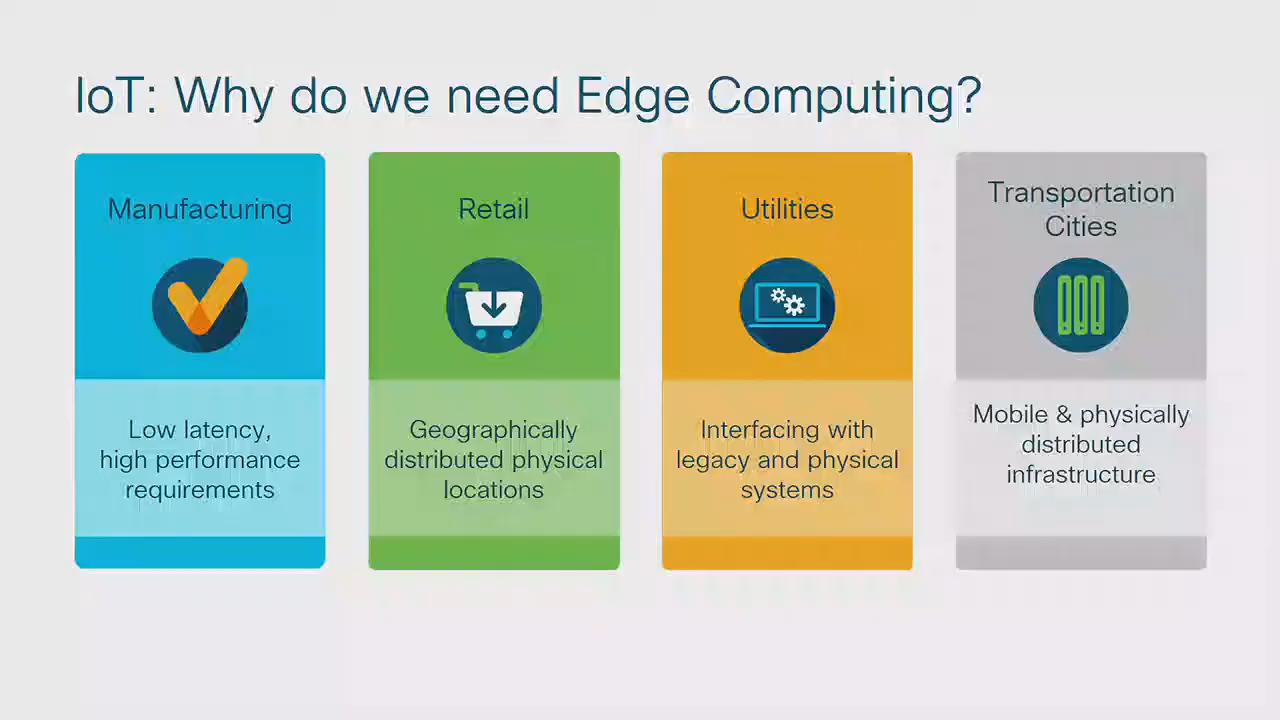 IoT: Why do we need Edge Computing?
Manufacturing
Low latency,
high performance
requirements
Retail
Geographically
distributed physical
locations
Utilities
Interfacing with
legacy and physical
systems
Transportation
Cities
Mobile & physically
distributed
infrastructure